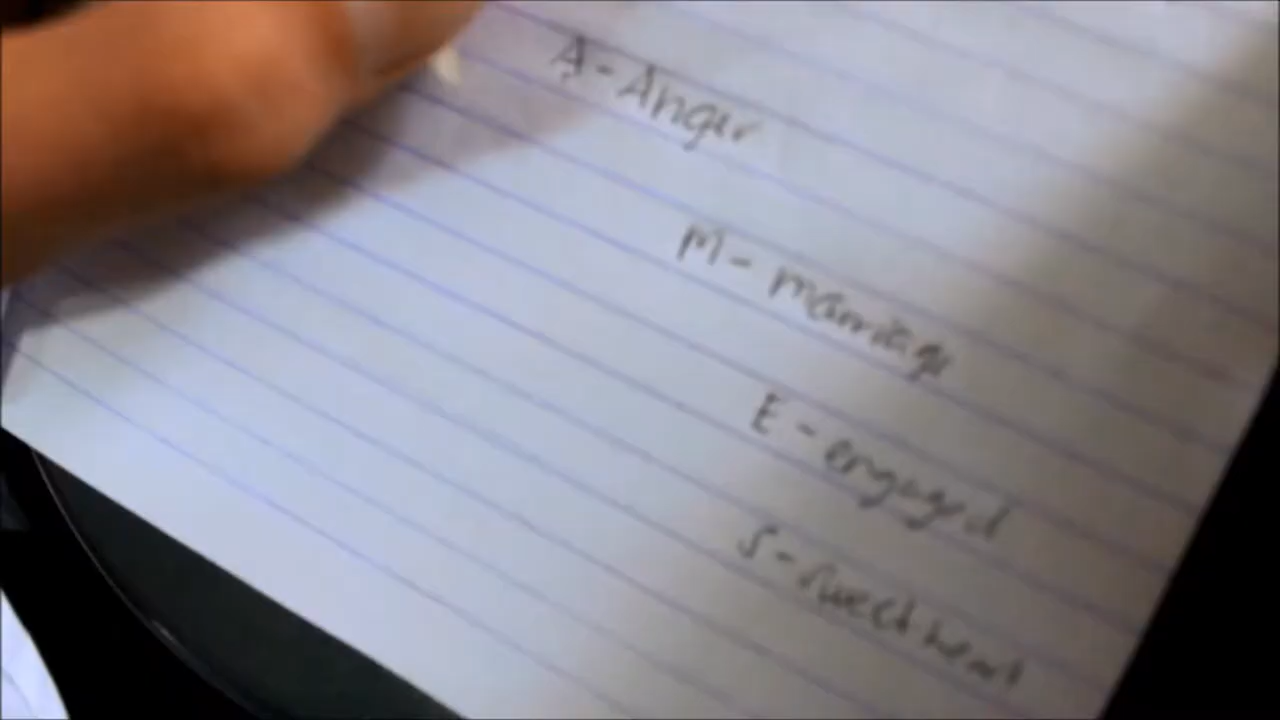 A - Anger
M - marriage
E - engaged
S - sweetheart